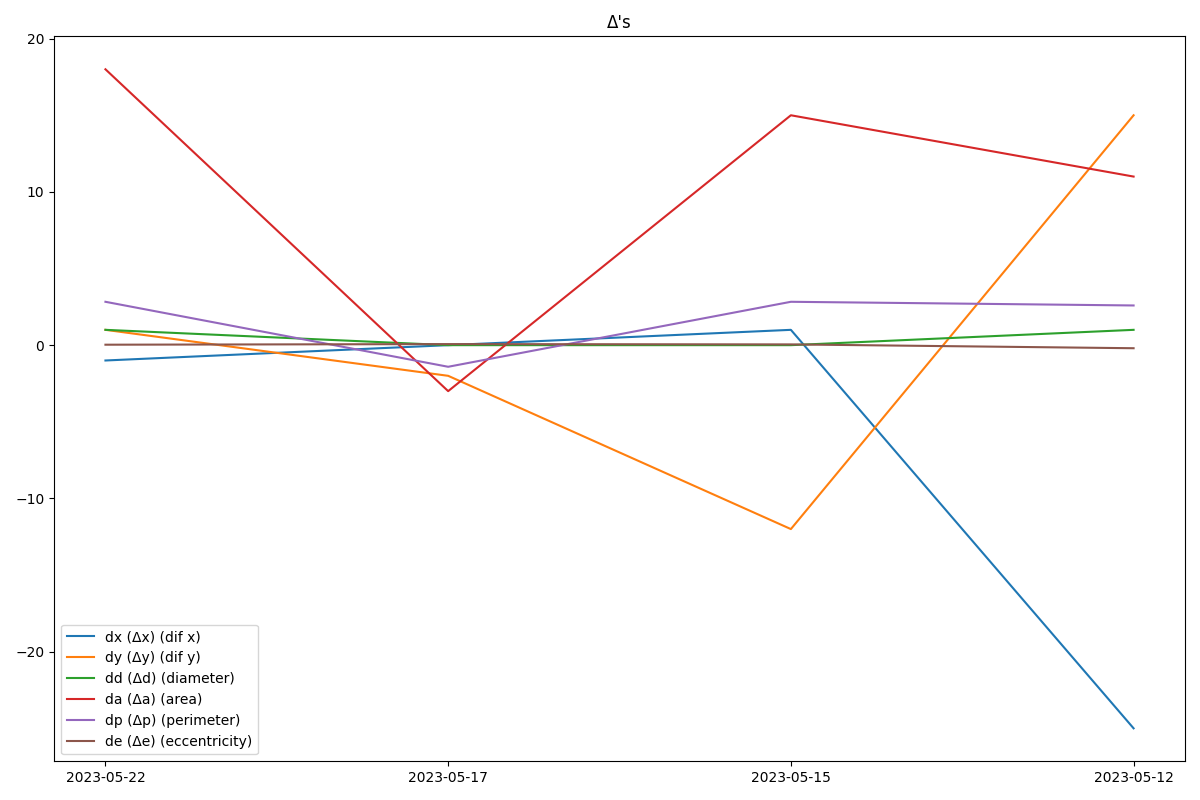 Δ's
20
10
0
−10
−20
dx (Δx) (dif x)
dy (Δy) (dif y)
dd (Δd) (diameter)
da (Δa) (area)
dp (Δp) (perimeter)
de (Δe) (eccentricity)
2023-05-22 2023-05-17 2023-05-15 2023-05-12